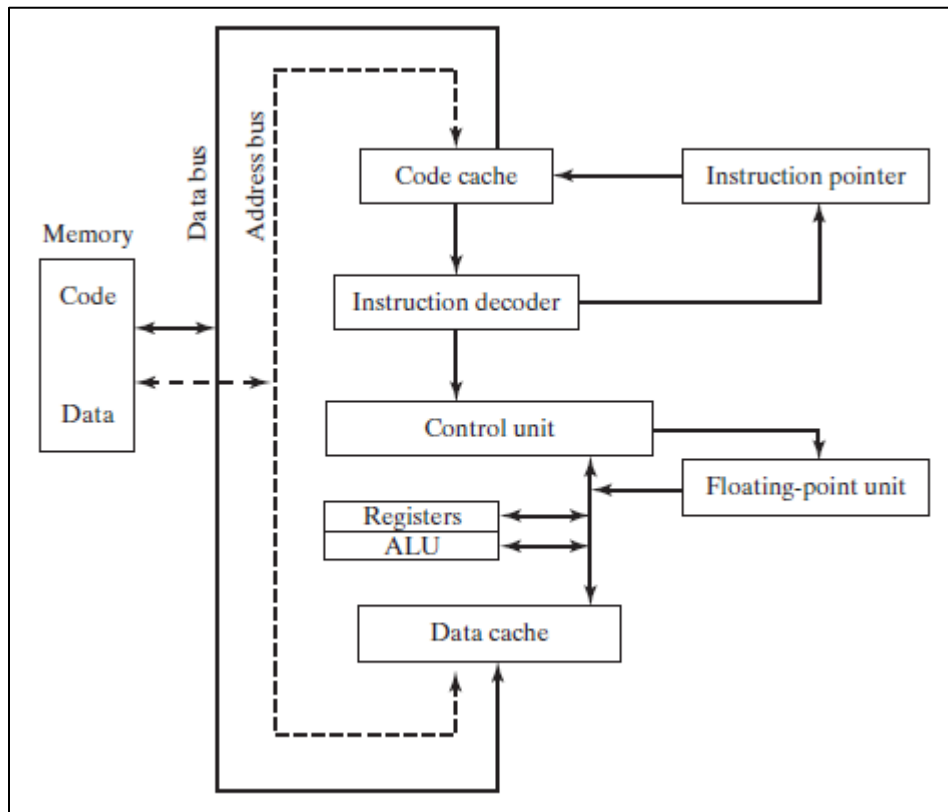 Data bus
Address bus
Code cache
Instruction pointer
Memory
Code
Data
Instruction decoder
Control unit
Floating-point unit
Registers
ALU
Data cache